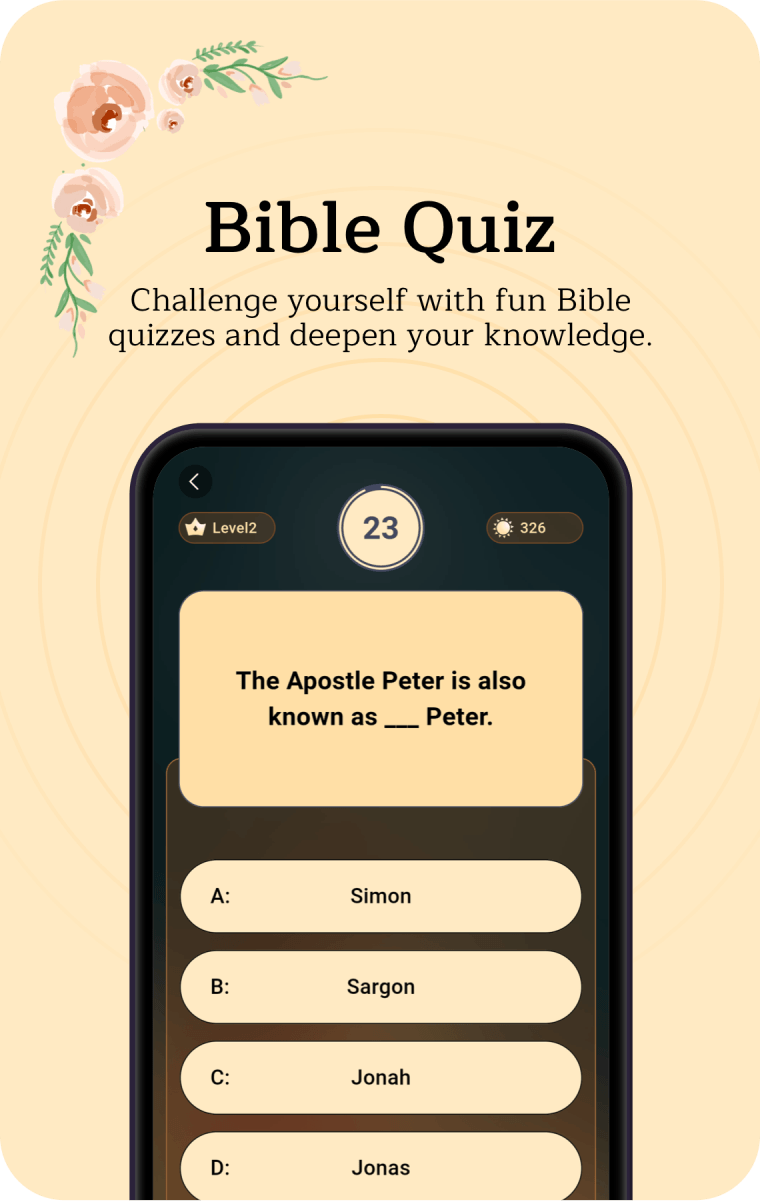 Bible Quiz
Challenge yourself with fun Bible
quizzes and deepen your knowledge.
Level2
23
326
The Apostle Peter is also
known as ___ Peter.
A: Simon
B: Sargon
C: Jonah
D: Jonas